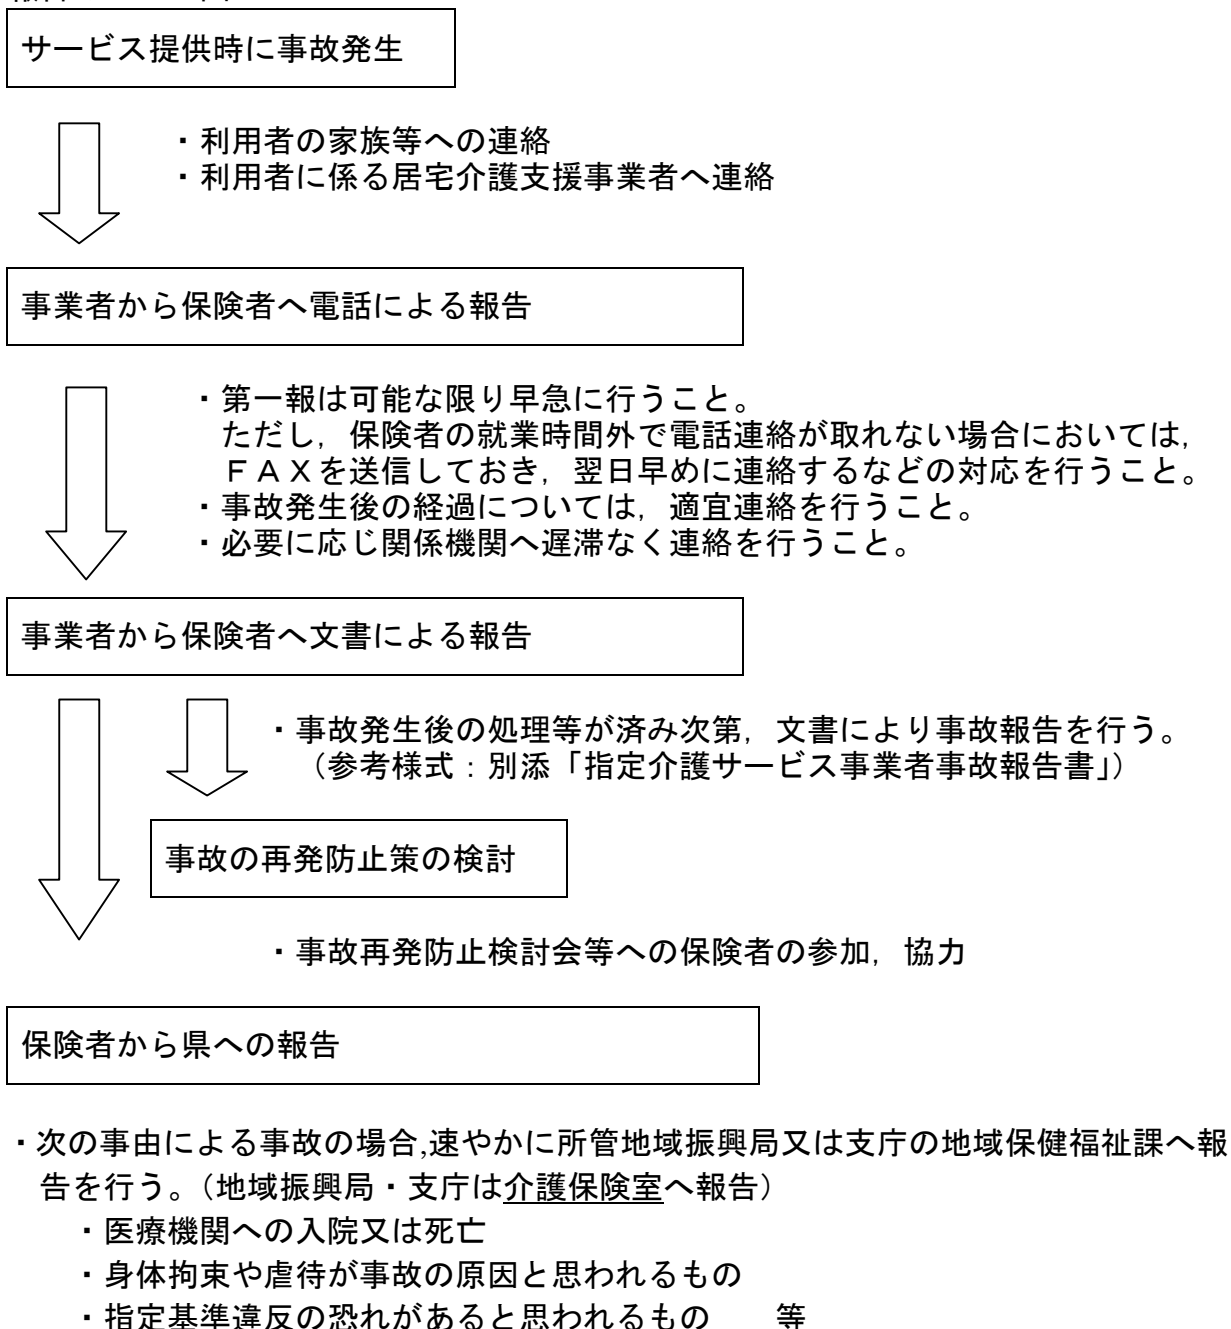 サービス提供時に事故発生
・利用者の家族等への連絡
・利用者に係る居宅介護支援事業者へ連絡
事業者から保険者へ電話による報告
・第一報は可能な限り早急に行うこと。
ただし，保険者の就業時間外で電話連絡が取れない場合においては，
ＦＡＸを送信しておき，翌日早めに連絡するなどの対応を行うこと。
・事故発生後の経過については，適宜連絡を行うこと。
・必要に応じ関係機関へ遅滞なく連絡を行うこと。
事業者から保険者へ文書による報告
・事故発生後の処理等が済み次第，文書により事故報告を行う。
（参考様式：別添「指定介護サービス事業者事故報告書」）
事故の再発防止策の検討
・事故再発防止検討会等への保険者の参加，協力
保険者から県への報告
・次の事由による事故の場合,速やかに所管地域振興局又は支庁の地域保健福祉課へ報
告を行う。（地域振興局・支庁は介護保険室へ報告）
・医療機関への入院又は死亡
・身体拘束や虐待が事故の原因と思われるもの
・指定基準違反の恐れがあると思われるもの　　等